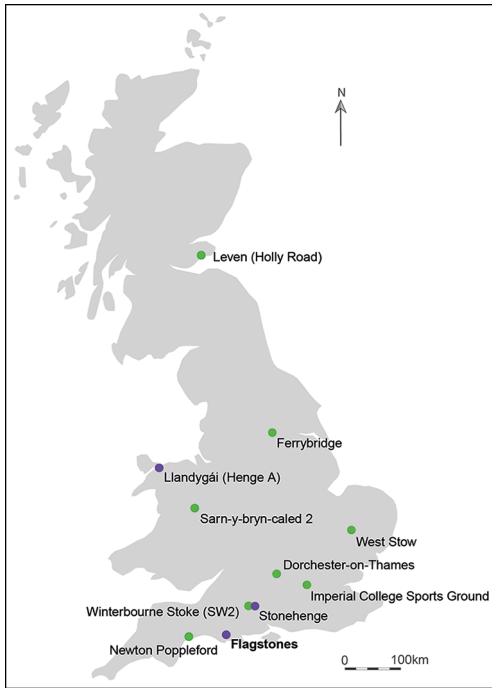 N
Leven (Holly Road)
Ferrybridge
Llandygái (Henge A)
Sarn-y-bryn-caled 2
West Stow
Dorchester-on-Thames
Imperial College Sports Ground
Winterbourne Stoke (SW2)
Stonehenge
Flagstones
Newton Poppleford
0 100km